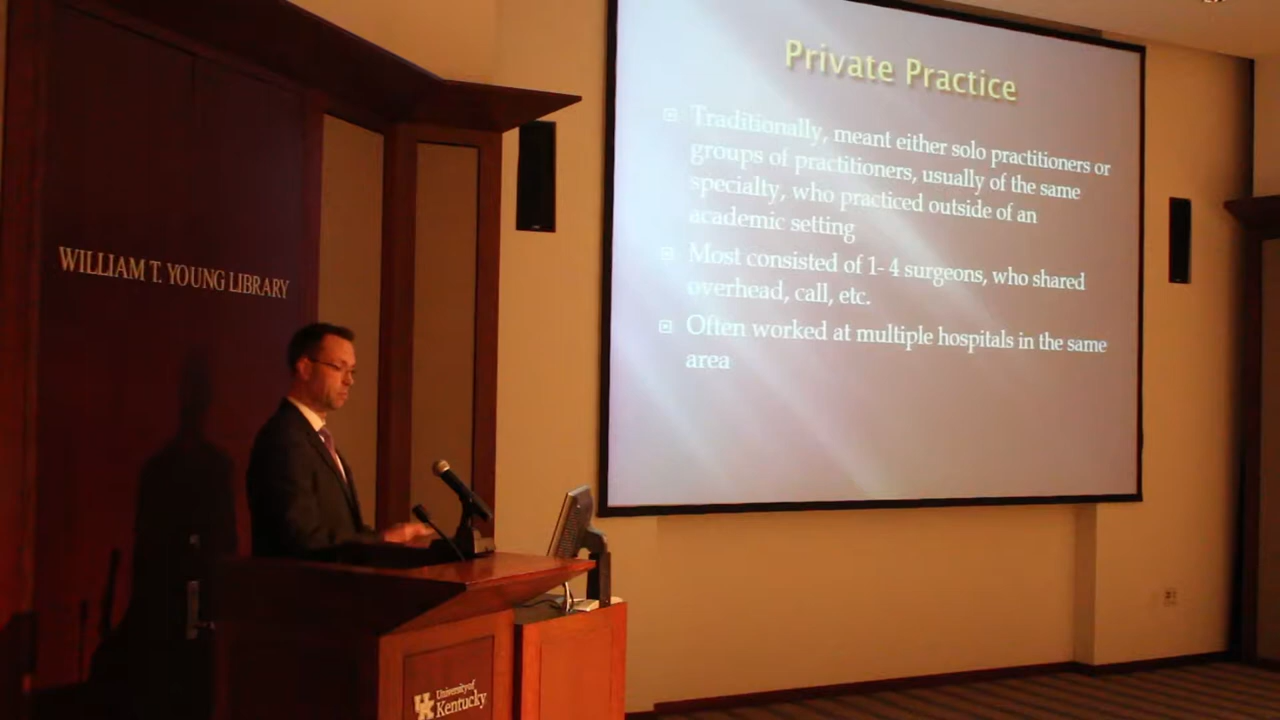 WILLIAM T. YOUNG LIBRARY
Private Practice
Traditionally, meant either solo practitioners or
groups of practitioners, usually of the same
specialty, who practiced outside of an
academic setting
Most consisted of 1- 4 surgeons, who shared
overhead, call, etc.
Often worked at multiple hospitals in the same
area
University of
Kentucky